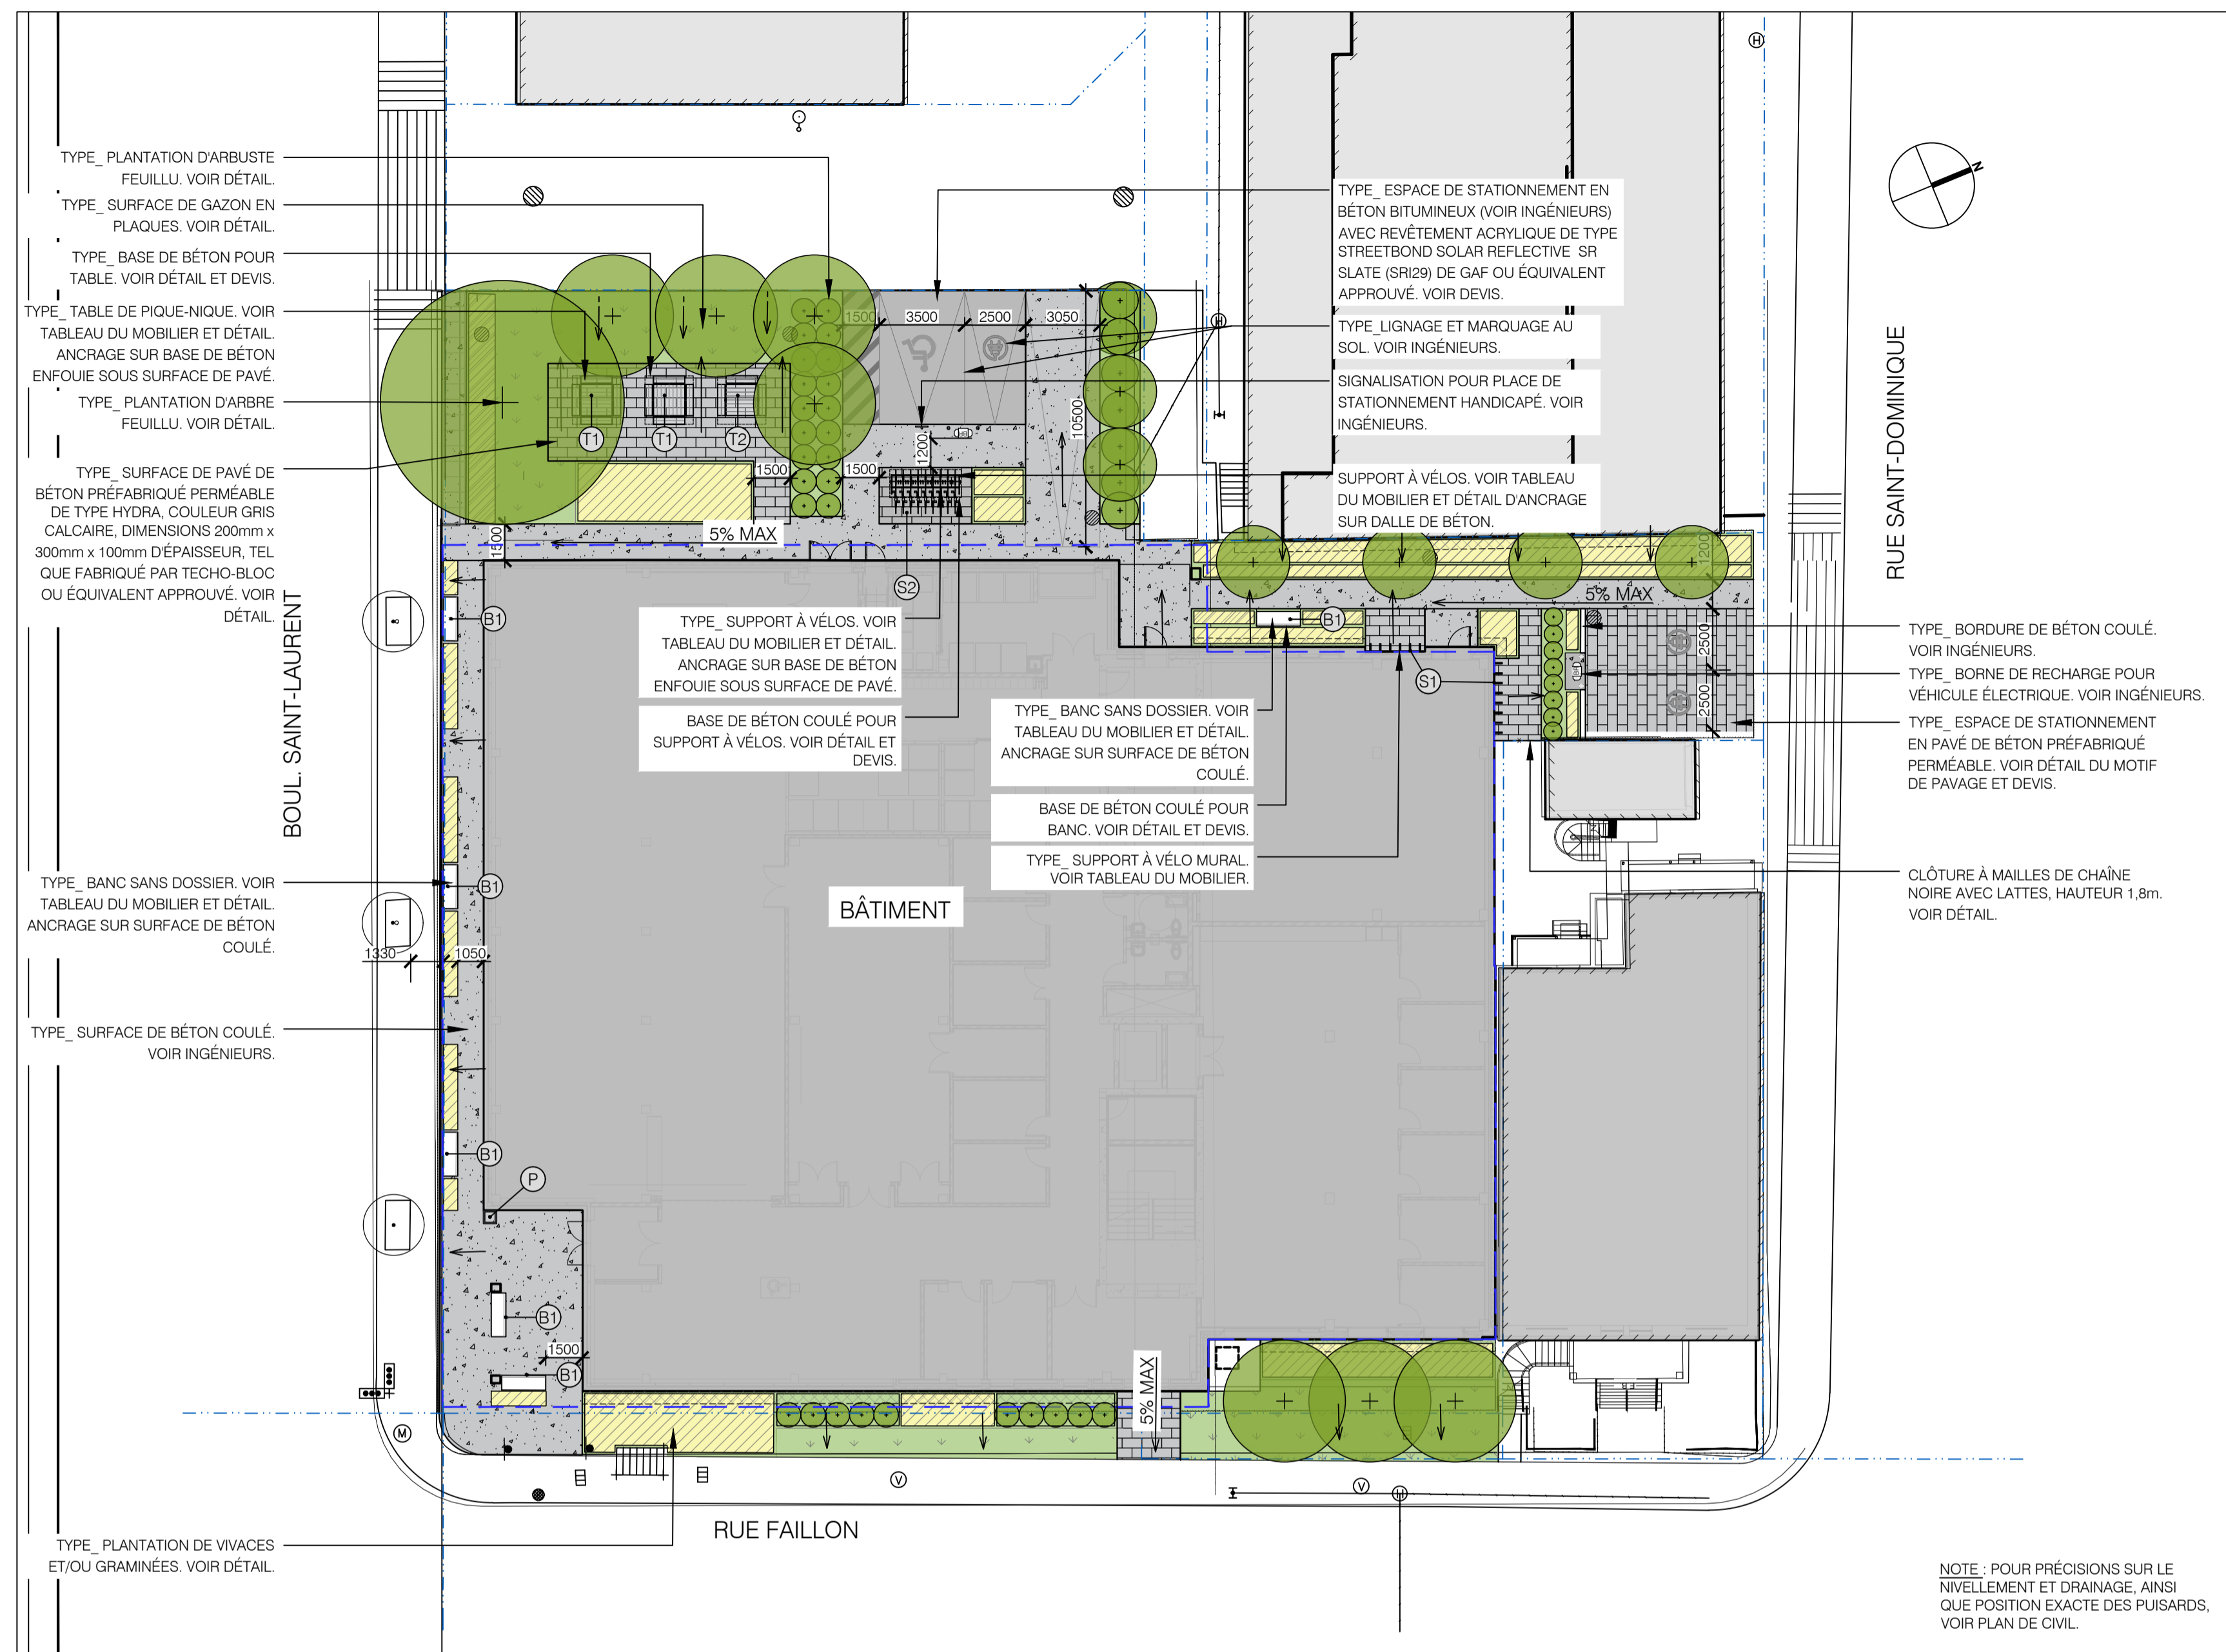 TYPE_ PLANTATION D'ARBUSTE
FEUILLU. VOIR DÉTAIL.
TYPE_ SURFACE DE GAZON EN
PLAQUES. VOIR DÉTAIL.
TYPE_ BASE DE BÉTON POUR
TABLE. VOIR DÉTAIL ET DEVIS.
TYPE_ TABLE DE PIQUE-NIQUE. VOIR
TABLEAU DU MOBILIER ET DÉTAIL.
ANCRAGE SUR BASE DE BÉTON
ENFOUIE SOUS SURFACE DE PAVÉ.
TYPE_ PLANTATION D'ARBRE
FEUILLU. VOIR DÉTAIL.
TYPE_ SURFACE DE PAVÉ DE
BÉTON PRÉFABRIQUÉ PERMÉABLE
DE TYPE HYDRA, COULEUR GRIS
CALCAIRE, DIMENSIONS 200mm x
300mm x 100mm D'ÉPAISSEUR, TEL
QUE FABRIQUÉ PAR TECHO-BLOC
OU ÉQUIVALENT APPROUVÉ. VOIR
DÉTAIL.
BOUL. SAINT-LAURENT
TYPE_ BANC SANS DOSSIER. VOIR
TABLEAU DU MOBILIER ET DÉTAIL.
ANCRAGE SUR SURFACE DE BÉTON
COULÉ.
TYPE_ SURFACE DE BÉTON COULÉ.
VOIR INGÉNIEURS.
TYPE_ PLANTATION DE VIVACES
ET/OU GRAMINÉES. VOIR DÉTAIL.
TYPE_ ESPACE DE STATIONNEMENT EN
BÉTON BITUMINEUX (VOIR INGÉNIEURS)
AVEC REVÊTEMENT ACRYLIQUE DE TYPE
STREETBOND SOLAR REFLECTIVE SR
SLATE (SRI29) DE GAF OU ÉQUIVALENT
APPROUVÉ. VOIR DEVIS.
TYPE_LIGNAGE ET MARQUAGE AU
SOL. VOIR INGÉNIEURS.
SIGNALISATION POUR PLACE DE
STATIONNEMENT HANDICAPÉ. VOIR
INGÉNIEURS.
SUPPORT À VÉLOS. VOIR TABLEAU
DU MOBILIER ET DÉTAIL D'ANCRAGE
SUR DALLE DE BÉTON.
1500
3500
2500
3050
10500
1200
1500
1500
1500
T1
T1
T2
S2
5% MAX
H
H
TYPE_ SUPPORT À VÉLOS. VOIR
TABLEAU DU MOBILIER ET DÉTAIL.
ANCRAGE SUR BASE DE BÉTON
ENFOUIE SOUS SURFACE DE PAVÉ.
BASE DE BÉTON COULÉ POUR
SUPPORT À VÉLOS. VOIR DÉTAIL ET
DEVIS.
TYPE_ BANC SANS DOSSIER. VOIR
TABLEAU DU MOBILIER ET DÉTAIL.
ANCRAGE SUR SURFACE DE BÉTON
COULÉ.
BASE DE BÉTON COULÉ POUR
BANC. VOIR DÉTAIL ET DEVIS.
TYPE_ SUPPORT À VÉLO MURAL.
VOIR TABLEAU DU MOBILIER.
BÂTIMENT
B1
B1
B1
B1
B1
B1
S1
P
1330
1050
1500
5% MAX
1200
5% MAX
2500
2500
N
RUE SAINT-DOMINIQUE
TYPE_ BORDURE DE BÉTON COULÉ.
VOIR INGÉNIEURS.
TYPE_ BORNE DE RECHARGE POUR
VÉHICULE ÉLECTRIQUE. VOIR INGÉNIEURS.
TYPE_ ESPACE DE STATIONNEMENT
EN PAVÉ DE BÉTON PRÉFABRIQUÉ
PERMÉABLE. VOIR DÉTAIL DU MOTIF
DE PAVAGE ET DEVIS.
CLÔTURE À MAILLES DE CHAÎNE
NOIRE AVEC LATTES, HAUTEUR 1,8m.
VOIR DÉTAIL.
M
V
V
H
RUE FAILLON
NOTE : POUR PRÉCISIONS SUR LE
NIVELLEMENT ET DRAINAGE, AINSI
QUE POSITION EXACTE DES PUISARDS,
VOIR PLAN DE CIVIL.